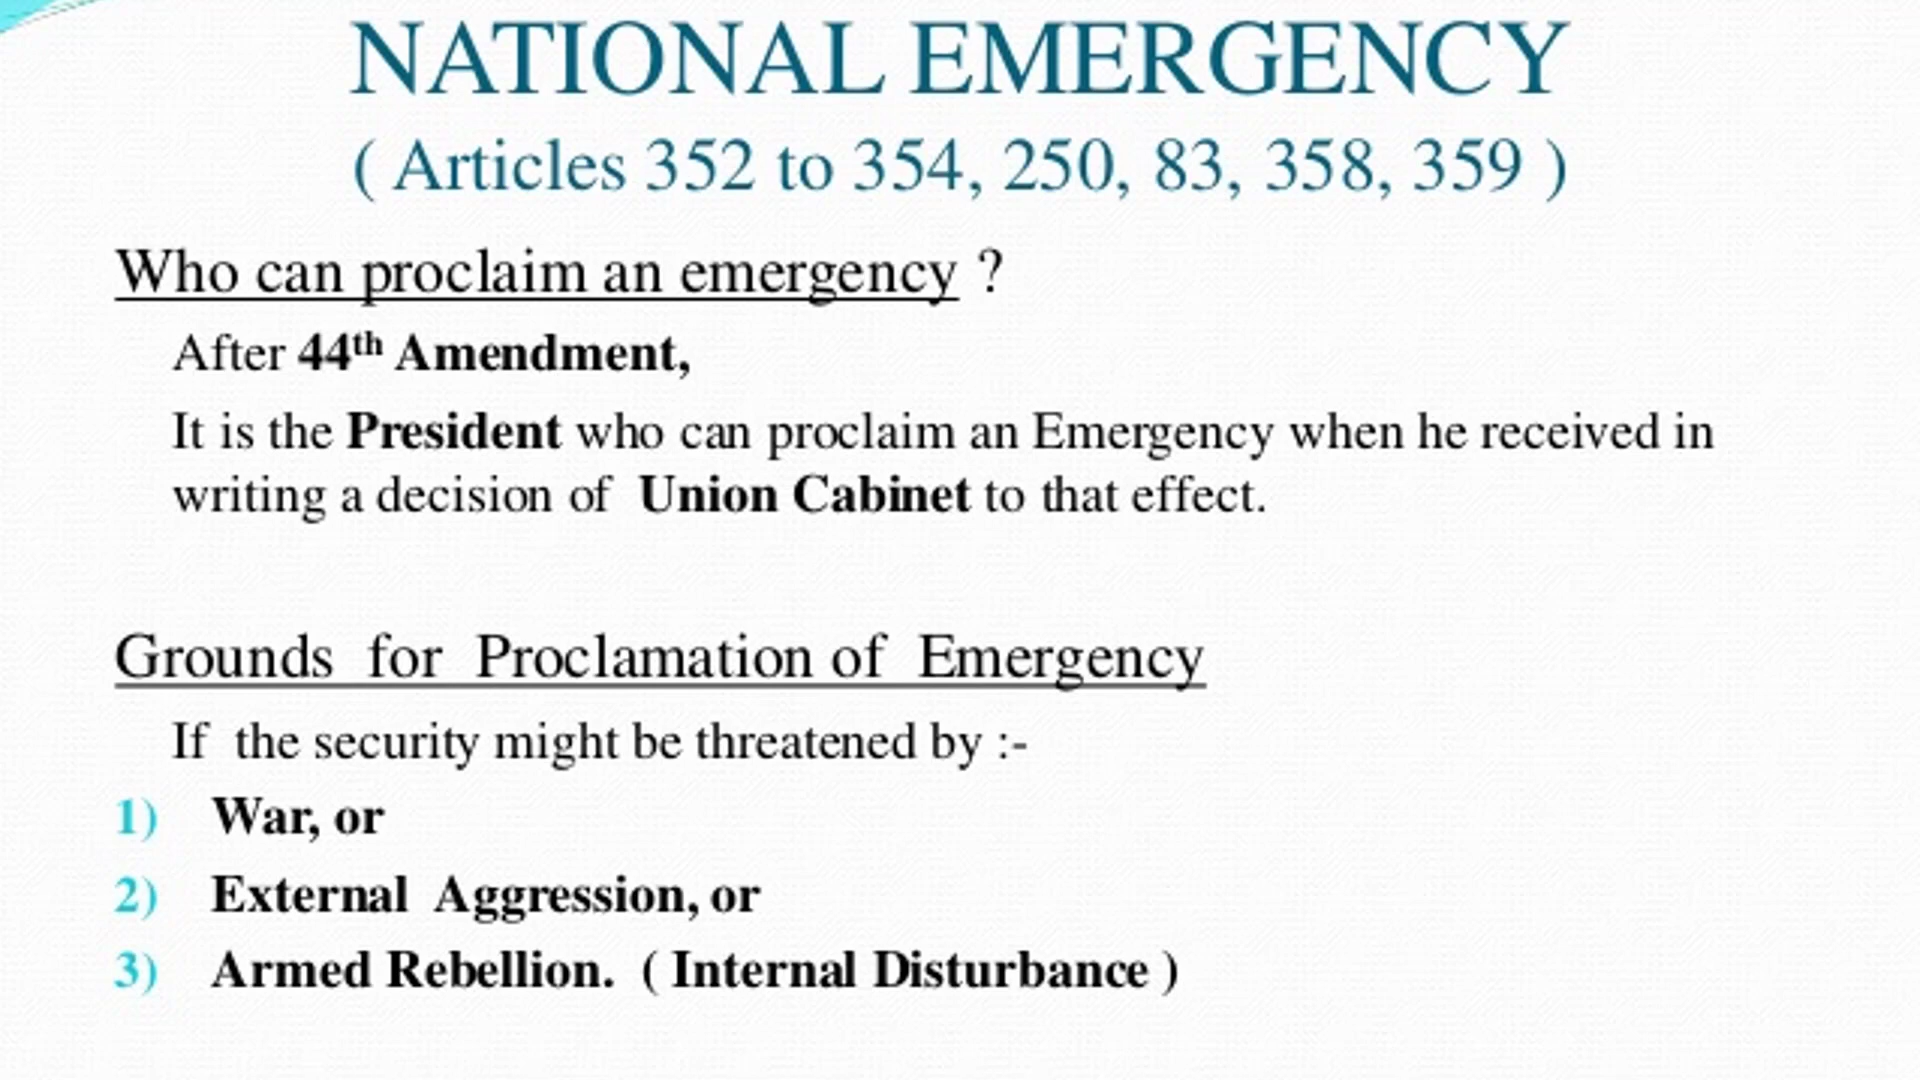 NATIONAL EMERGENCY
( Articles 352 to 354, 250, 83, 358, 359 )
Who can proclaim an emergency ?
After 44th Amendment,
It is the President who can proclaim an Emergency when he received in
writing a decision of Union Cabinet to that effect.
Grounds for Proclamation of Emergency
If the security might be threatened by :-
1) War, or
2) External Aggression, or
3) Armed Rebellion. ( Internal Disturbance )